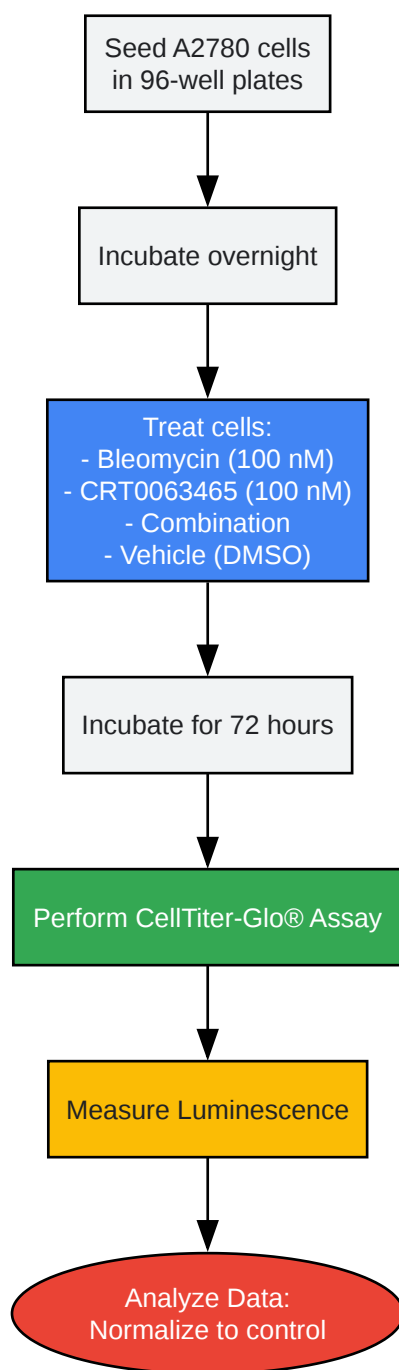 Seed A2780 cells
in 96-well plates
Incubate overnight
Treat cells:
- Bleomycin (100 nM)
- CRT0063465 (100 nM)
- Combination
- Vehicle (DMSO)
Incubate for 72 hours
Perform CellTiter-Glo® Assay
Measure Luminescence
Analyze Data:
Normalize to control